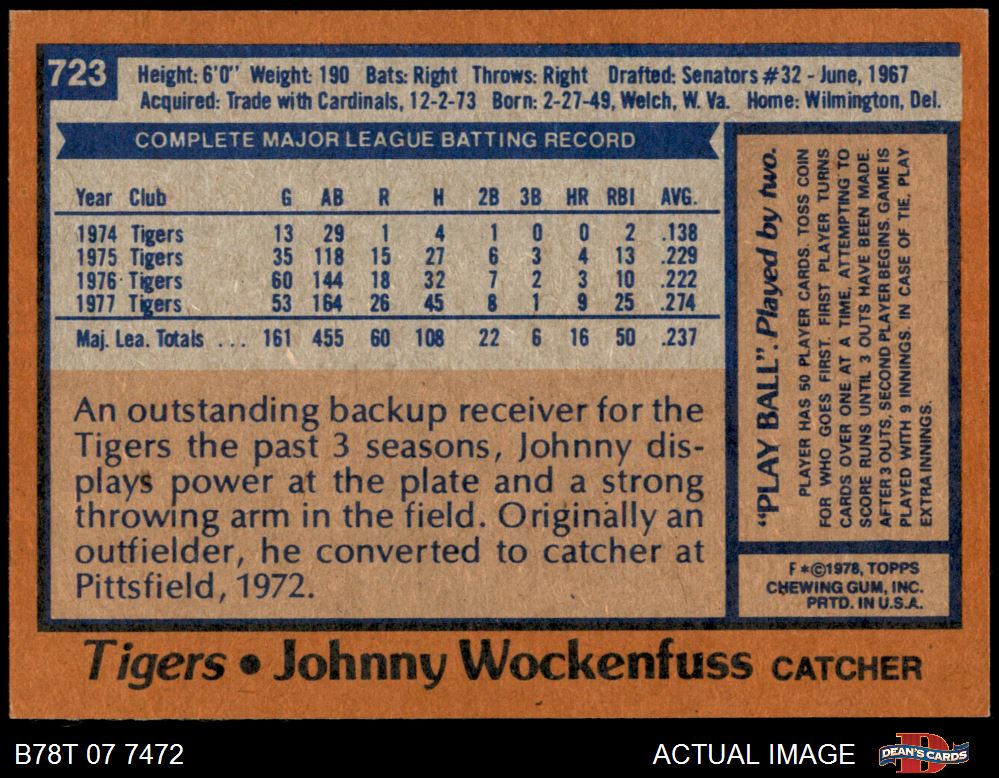 723
Height: 6'0" Weight: 190 Bats: Right Throws: Right Drafted: Senators #32 - June, 1967
Acquired: Trade with Cardinals, 12-2-73 Born: 2-27-49, Welch, W. Va. Home: Wilmington, Del.
COMPLETE MAJOR LEAGUE BATTING RECORD
Year Club G AB R H 2B 3B HR RBI AVG.
1974 Tigers 13 29 1 4 1 0 0 2 .138
1975 Tigers 35 118 15 27 6 3 4 13 .229
1976 Tigers 60 144 18 32 7 2 3 10 .222
1977 Tigers 53 164 26 45 8 1 9 25 .274
Maj. Lea. Totals ... 161 455 60 108 22 6 16 50 .237
An outstanding backup receiver for the
Tigers the past 3 seasons, Johnny dis-
plays power at the plate and a strong
throwing arm in the field. Originally an
outfielder, he converted to catcher at
Pittsfield, 1972.
"PLAY BALL". Played by two.
PLAYER HAS 50 PLAYER CARDS. TOSS COIN
FOR WHO GOES FIRST. FIRST PLAYER TURNS
CARDS OVER ONE AT A TIME, ATTEMPTING TO
SCORE RUNS UNTIL 3 OUTS HAVE BEEN MADE.
AFTER 3 OUTS, SECOND PLAYER BEGINS. GAME IS
PLAYED WITH 9 INNINGS. IN CASE OF TIE, PLAY
EXTRA INNINGS.
F *©1978, TOPPS
CHEWING GUM, INC.
PRTD. IN U.S.A.
Tigers • Johnny Wockenfuss CATCHER
B78T 07 7472
ACTUAL IMAGE
D
DEAN'S CARDS